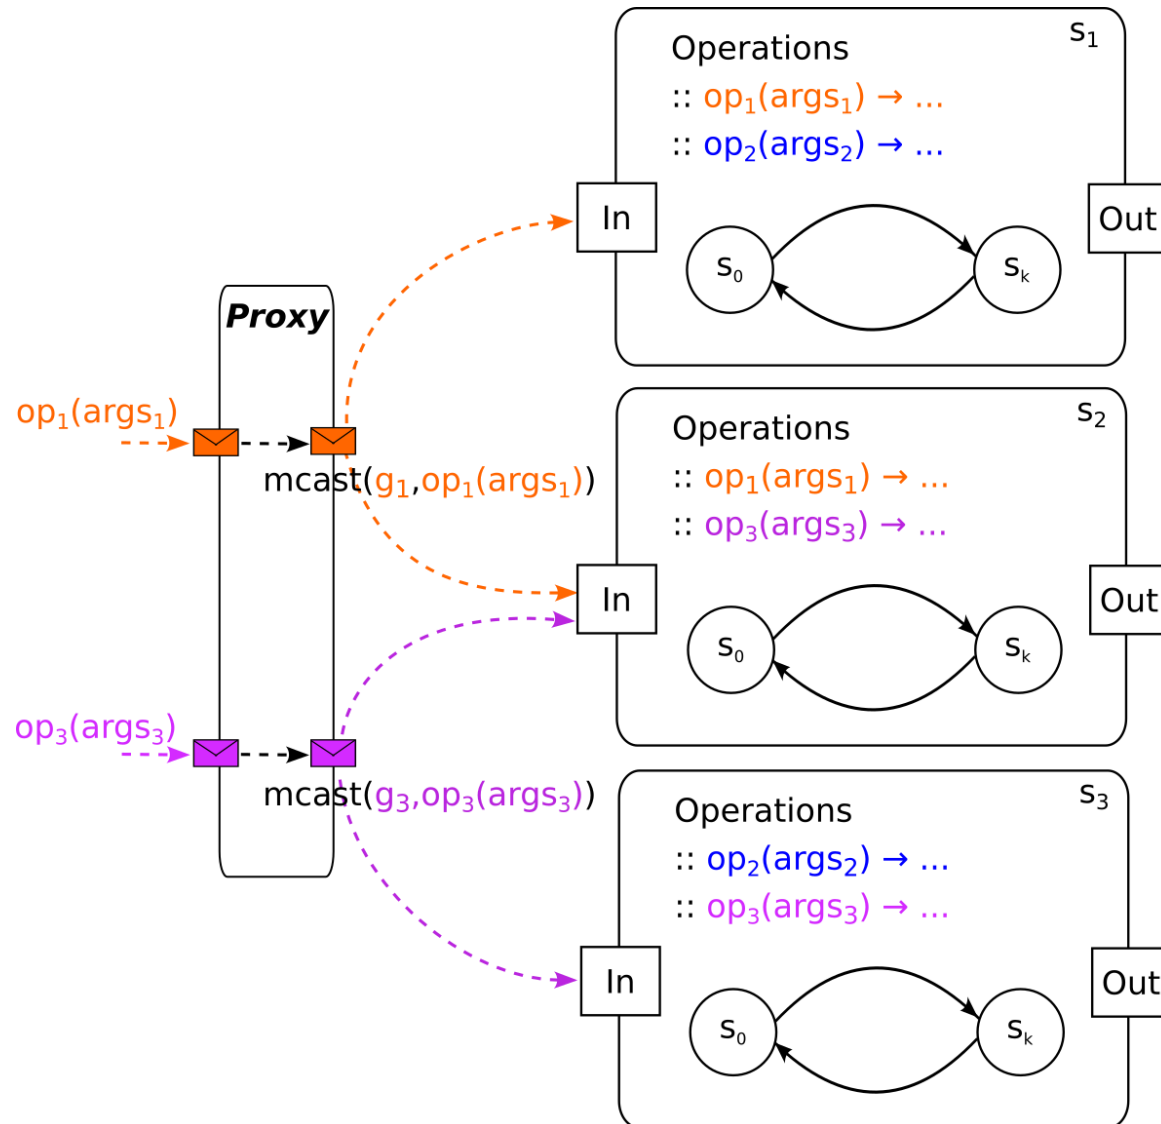 Proxy
op₁(args₁)
mcast(g₁,op₁(args₁))
op₃(args₃)
mcast(g₃,op₃(args₃))
s₁
Operations
:: op₁(args₁) → ...
:: op₂(args₂) → ...
In
s₀
sₖ
Out
s₂
Operations
:: op₁(args₁) → ...
:: op₃(args₃) → ...
In
s₀
sₖ
Out
s₃
Operations
:: op₂(args₂) → ...
:: op₃(args₃) → ...
In
s₀
sₖ
Out